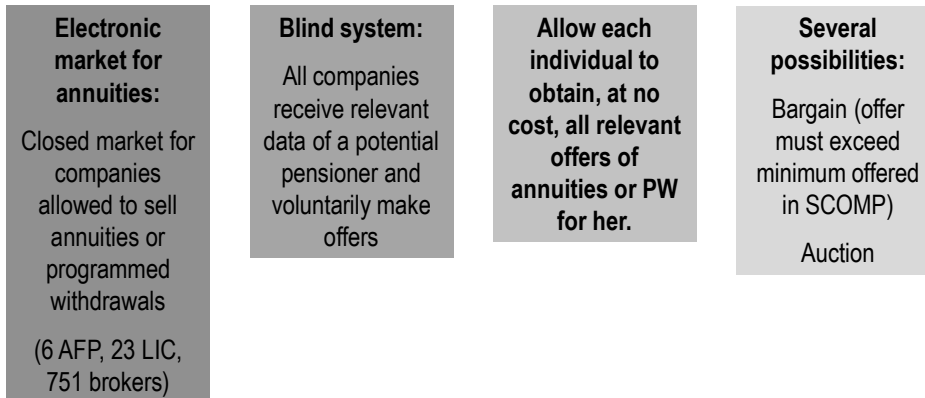 Electronic
market for
annuities:
Closed market for
companies
allowed to sell
annuities or
programmed
withdrawals
(6 AFP, 23 LIC,
751 brokers)
Blind system:
All companies
receive relevant
data of a potential
pensioner and
voluntarily make
offers
Allow each
individual to
obtain, at no
cost, all relevant
offers of
annuities or PW
for her.
Several
possibilities:
Bargain (offer
must exceed
minimum offered
in SCOMP)
Auction